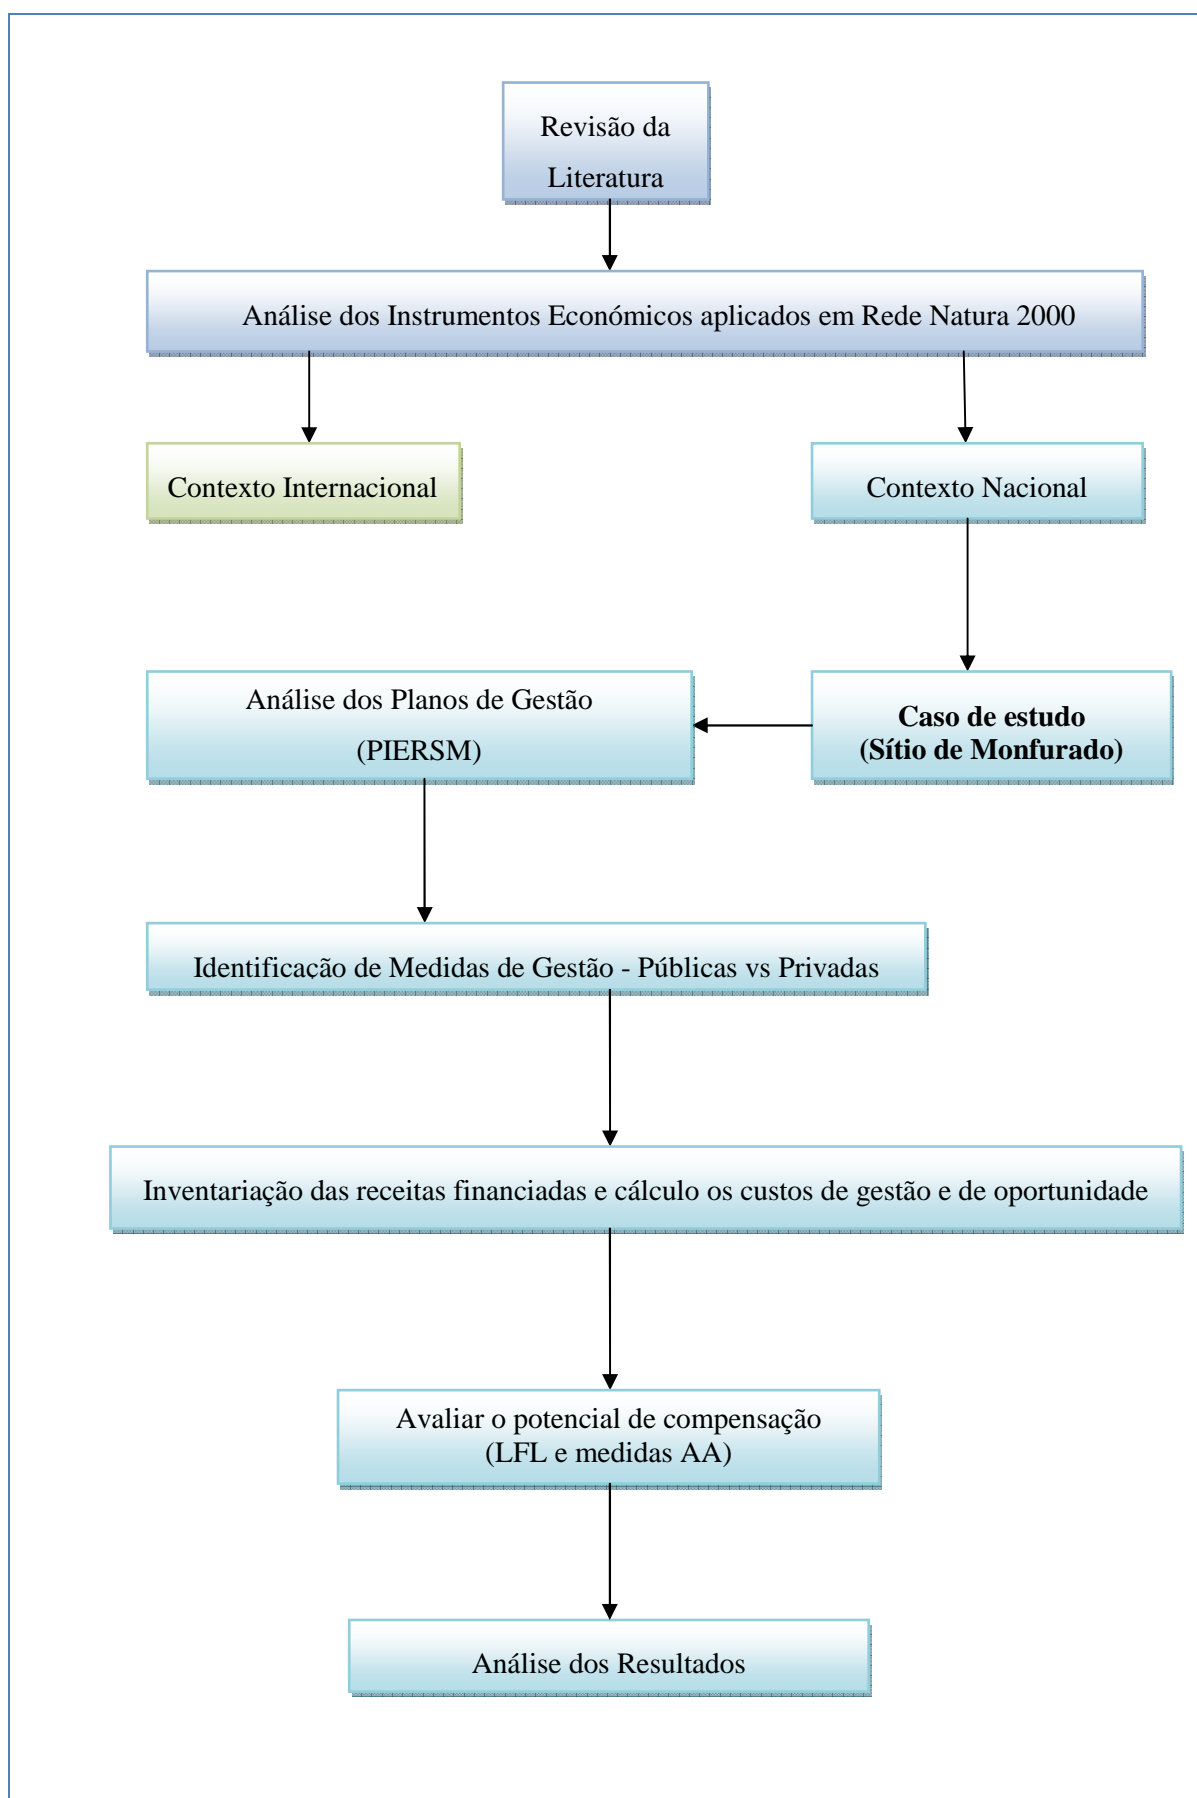 Revisão da
Literatura
Análise dos Instrumentos Económicos aplicados em Rede Natura 2000
Contexto Internacional
Contexto Nacional
Análise dos Planos de Gestão
(PIERSM)
Caso de estudo
(Sítio de Monfurado)
Identificação de Medidas de Gestão - Públicas vs Privadas
Inventariação das receitas financiadas e cálculo os custos de gestão e de oportunidade
Avaliar o potencial de compensação
(LFL e medidas AA)
Análise dos Resultados